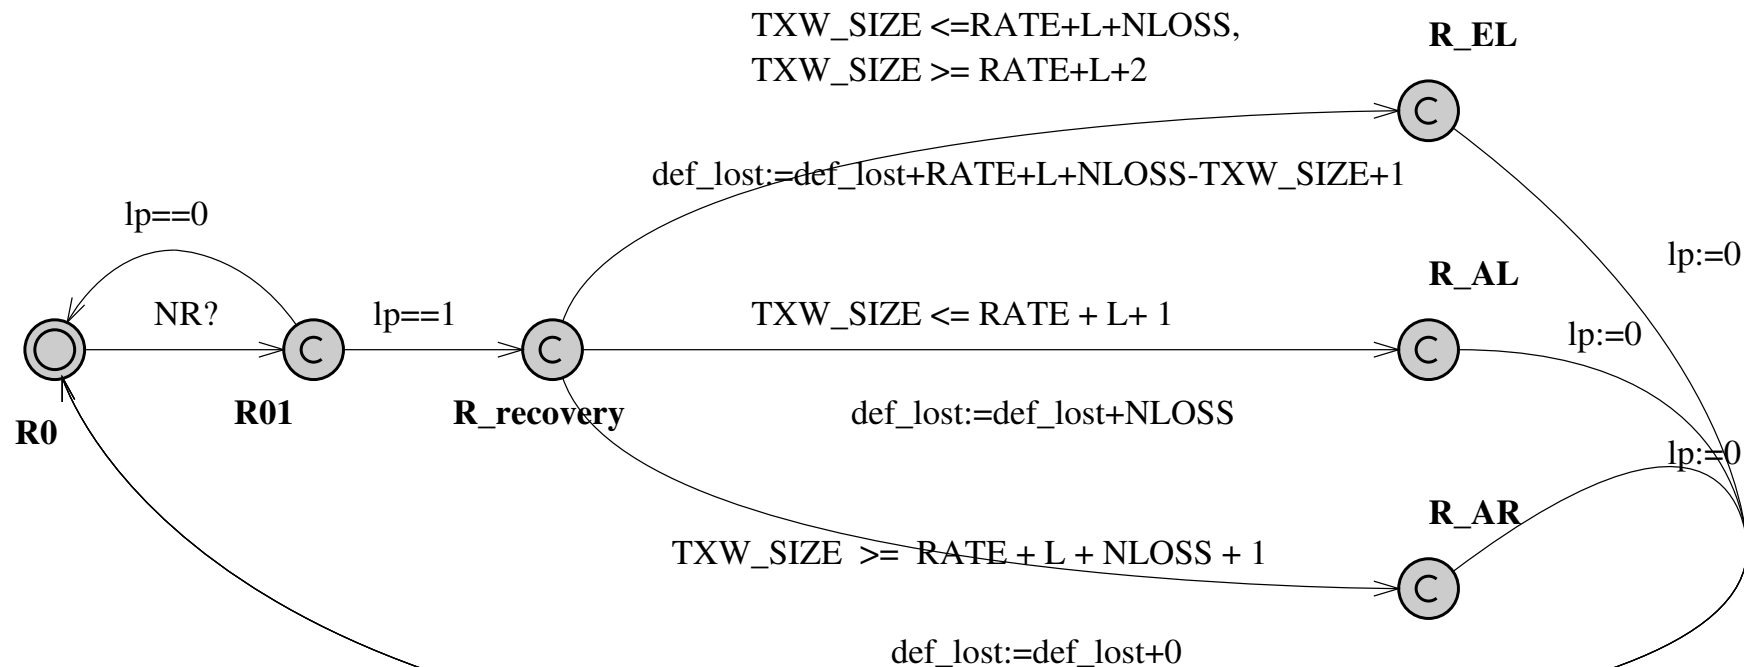 TXW_SIZE <=RATE+L+NLOSS,
TXW_SIZE >= RATE+L+2
R_EL
def_lost:=def_lost+RATE+L+NLOSS-TXW_SIZE+1
lp==0
lp:=0
R_AL
NR?
lp==1
TXW_SIZE <= RATE + L+ 1
lp:=0
C
C
C
C
R0
R01
R_recovery
def_lost:=def_lost+NLOSS
lp:=0
R_AR
TXW_SIZE >= RATE + L + NLOSS + 1
C
def_lost:=def_lost+0